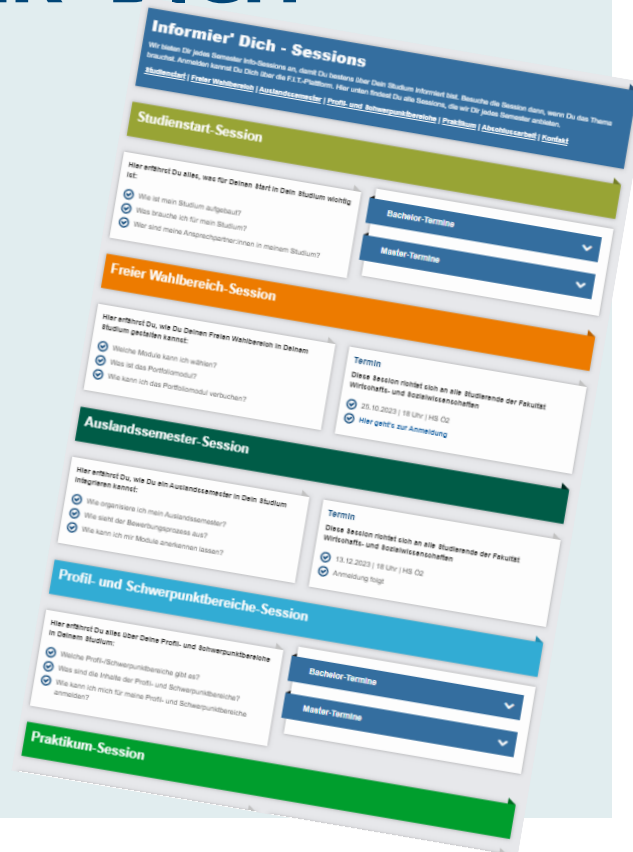 Informier' Dich - Sessions
Wir bieten Dir jedes Semester Info-Sessions an, damit Du bestens über Dein Studium informiert bist. Besuche die Session dann, wenn Du das Thema
brauchst. Anmelden kannst Du Dich über die F.I.T.-Plattform. Hier unten findest Du alle Sessions, die wir Dir jedes Semester anbieten.
Studienstart | Freier Wahlbereich | Auslandssemester | Profil- und Schwerpunktbereiche | Praktikum | Abschlussarbeit | Kontakt
Studienstart-Session
Hier erfährst Du alles, was für Deinen Start in Dein Studium wichtig
ist:
Wie ist mein Studium aufgebaut?
Was brauche ich für mein Studium?
Wer sind meine Ansprechpartner:innen in meinem Studium?
Bachelor-Termine
Master-Termine
Freier Wahlbereich-Session
Hier erfährst Du, wie Du Deinen Freien Wahlbereich in Deinem
Studium gestalten kannst:
Welche Module kann ich wählen?
Was ist das Portfoliomodul?
Wie kann ich das Portfoliomodul verbuchen?
Termin
Diese Session richtet sich an alle Studierende der Fakultät
Wirtschafts- und Sozialwissenschaften
25.10.2023 | 18 Uhr | HS Ö2
Hier geht's zur Anmeldung
Auslandssemester-Session
Hier erfährst Du, wie Du ein Auslandssemester in Dein Studium
integrieren kannst:
Wie organisiere ich mein Auslandssemester?
Wie sieht der Bewerbungsprozess aus?
Wie kann ich mir Module anerkennen lassen?
Termin
Diese Session richtet sich an alle Studierende der Fakultät
Wirtschafts- und Sozialwissenschaften
13.12.2023 | 18 Uhr | HS Ö2
Anmeldung folgt
Profil- und Schwerpunktbereiche-Session
Hier erfährst Du alles über Deine Profil- und Schwerpunktbereiche
in Deinem Studium:
Welche Profil-/Schwerpunktbereiche gibt es?
Was sind die Inhalte der Profil- und Schwerpunktbereiche?
Wie kann ich mich für meine Profil- und Schwerpunktbereiche
anmelden?
Bachelor-Termine
Master-Termine
Praktikum-Session